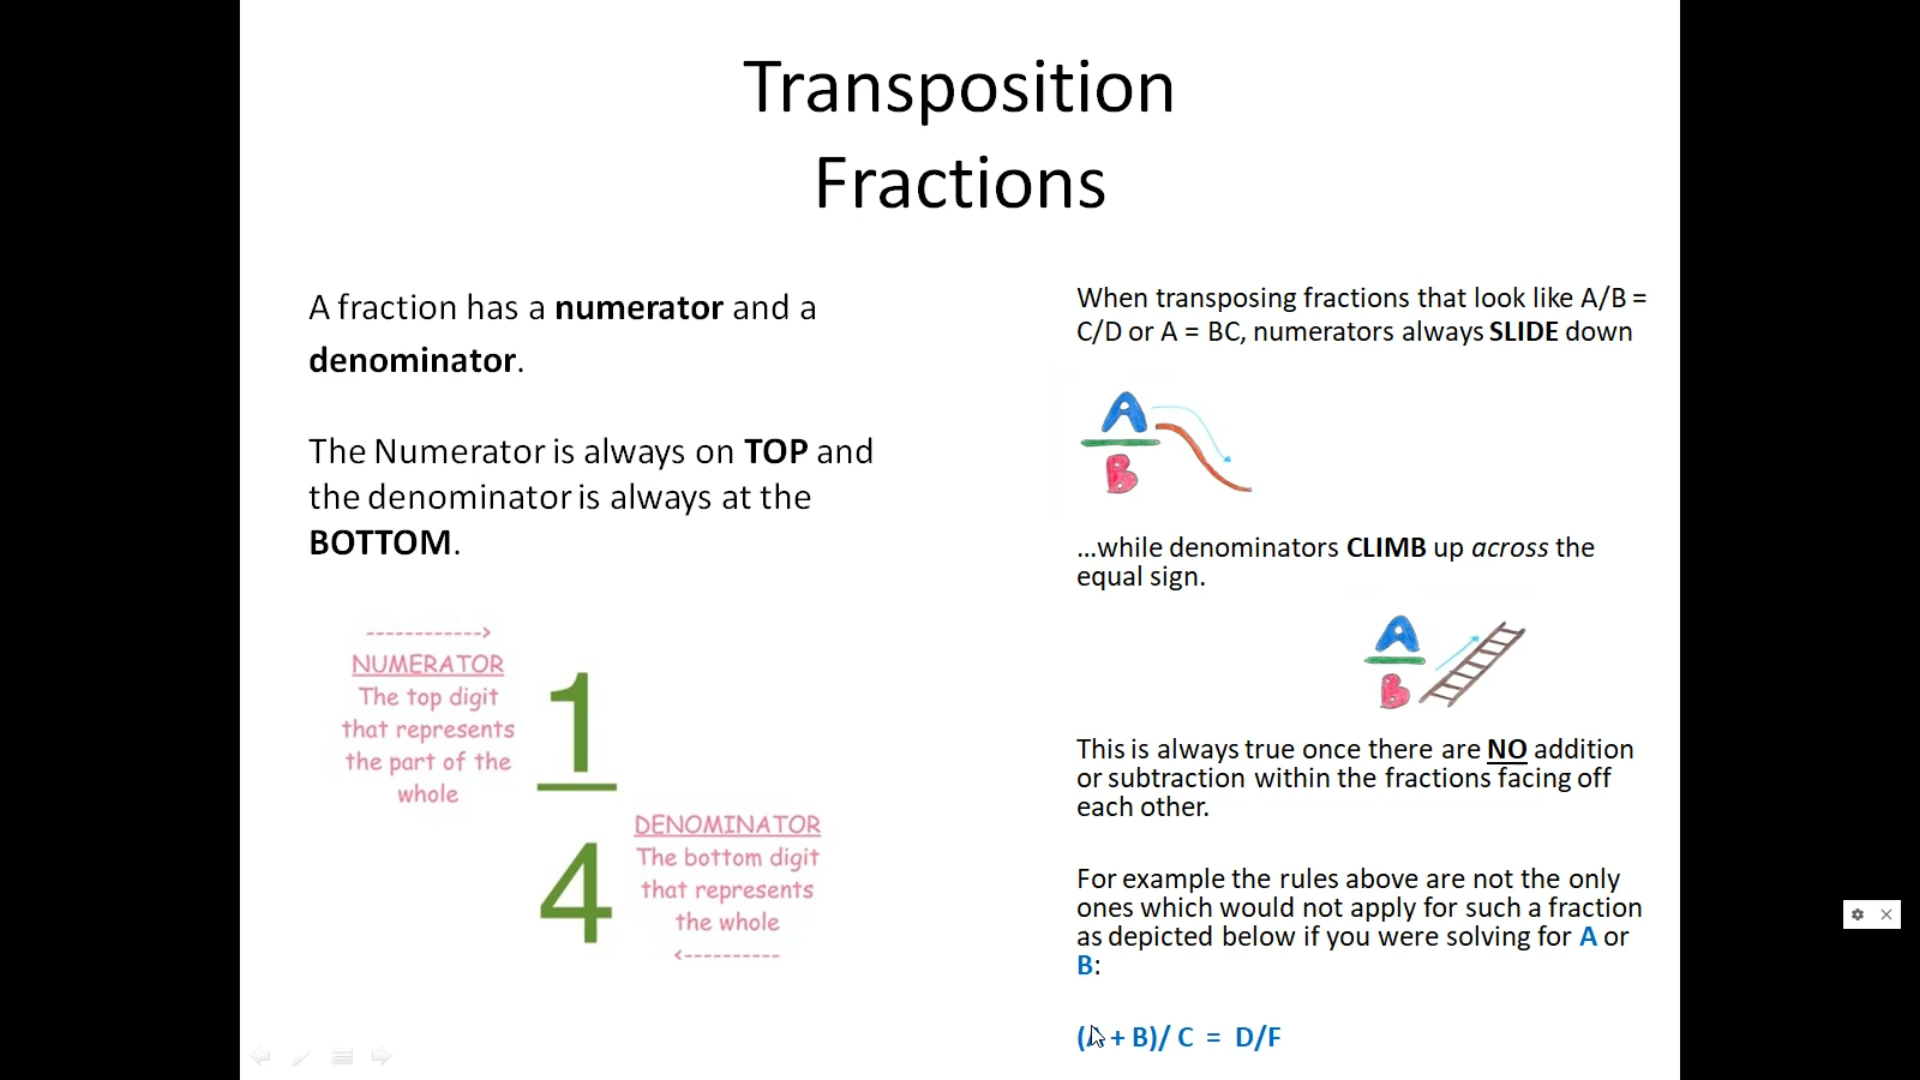 Transposition
Fractions
A fraction has a numerator and a
denominator.
The Numerator is always on TOP and
the denominator is always at the
BOTTOM.
------------>
NUMERATOR
The top digit
that represents
the part of the
whole
1
4
DENOMINATOR
The bottom digit
that represents
the whole
<----------
When transposing fractions that look like A/B =
C/D or A = BC, numerators always SLIDE down
A
B
...while denominators CLIMB up across the
equal sign.
A
B
This is always true once there are NO addition
or subtraction within the fractions facing off
each other.
For example the rules above are not the only
ones which would not apply for such a fraction
as depicted below if you were solving for A or
B:
(A + B)/ C = D/F